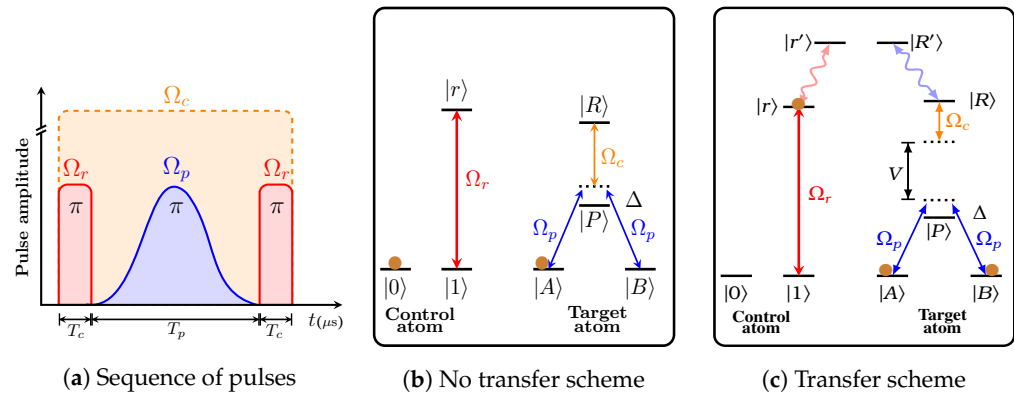 Pulse amplitude
Ω_c
Ω_r
Ω_p
Ω_r
π
π
π
t(μs)
T_c
T_p
T_c
(a) Sequence of pulses
|r⟩
|R⟩
Ω_c
Ω_r
Δ
|P⟩
Ω_p
Ω_p
|0⟩
|1⟩
|A⟩
|B⟩
Control
atom
Target
atom
(b) No transfer scheme
|r′⟩
|R′⟩
|r⟩
|R⟩
Ω_c
V
Ω_r
Δ
|P⟩
Ω_p
Ω_p
|0⟩
|1⟩
|A⟩
|B⟩
Control
atom
Target
atom
(c) Transfer scheme